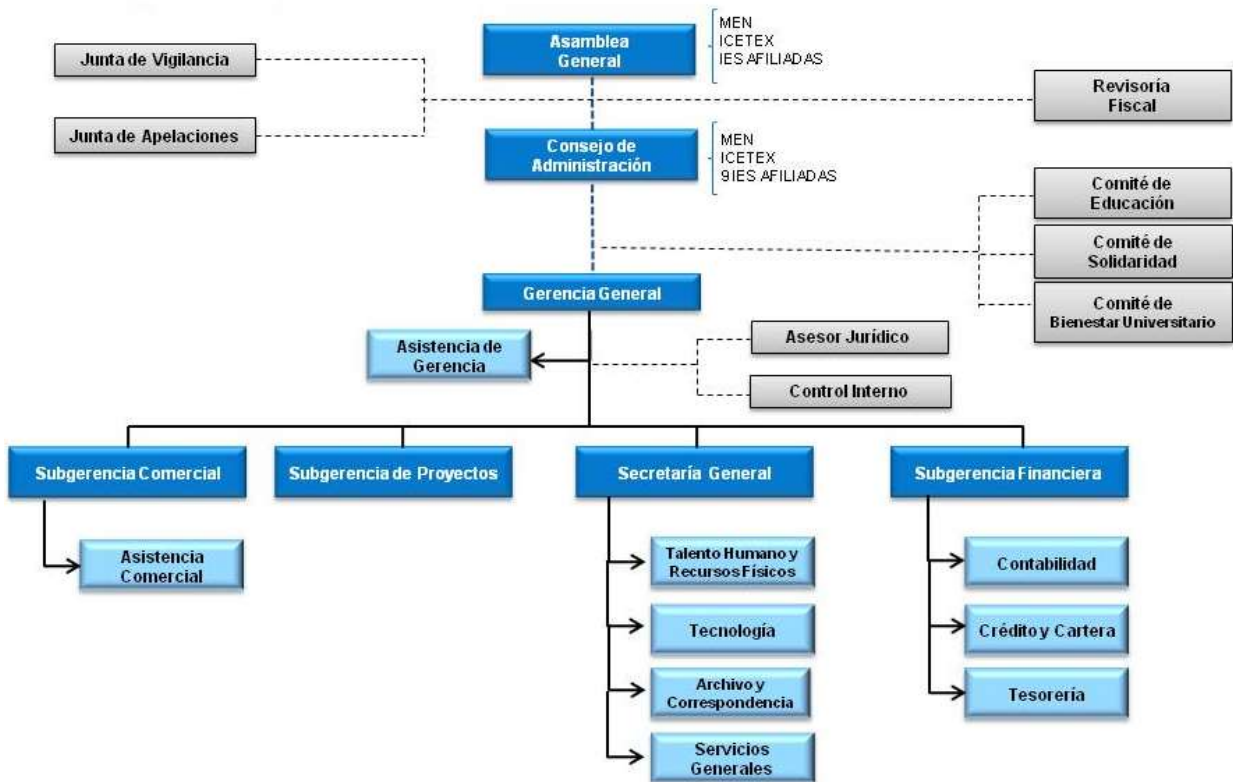 Asamblea
General
MEN
ICETEX
IES AFILIADAS
Junta de Vigilancia
Junta de Apelaciones
Revisoría
Fiscal
Consejo de
Administración
MEN
ICETEX
9IES AFILIADAS
Comité de
Educación
Comité de
Solidaridad
Comité de
Bienestar Universitario
Gerencia General
Asistencia de
Gerencia
Asesor Jurídico
Control Interno
Subgerencia Comercial
Subgerencia de Proyectos
Secretaría General
Subgerencia Financiera
Asistencia
Comercial
Talento Humano y
Recursos Físicos
Tecnología
Archivo y
Correspondencia
Servicios
Generales
Contabilidad
Crédito y Cartera
Tesorería